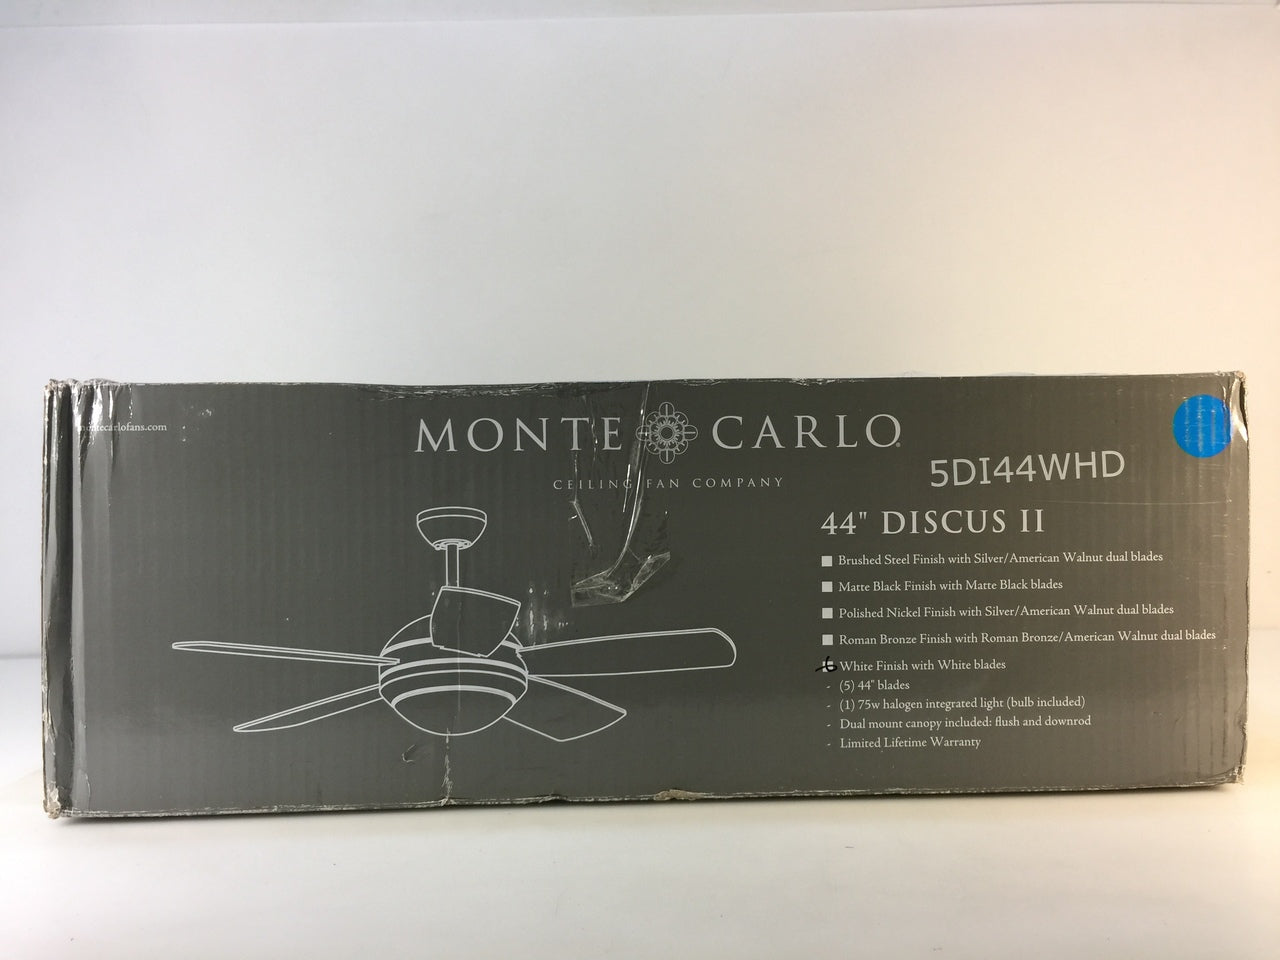 montecarlofans.com
MONTE CARLO®
CEILING FAN COMPANY
5DI44WHD
44" DISCUS II
Brushed Steel Finish with Silver/American Walnut dual blades
Matte Black Finish with Matte Black blades
Polished Nickel Finish with Silver/American Walnut dual blades
Roman Bronze Finish with Roman Bronze/American Walnut dual blades
White Finish with White blades
- (5) 44" blades
- (1) 75w halogen integrated light (bulb included)
- Dual mount canopy included: flush and downrod
- Limited Lifetime Warranty